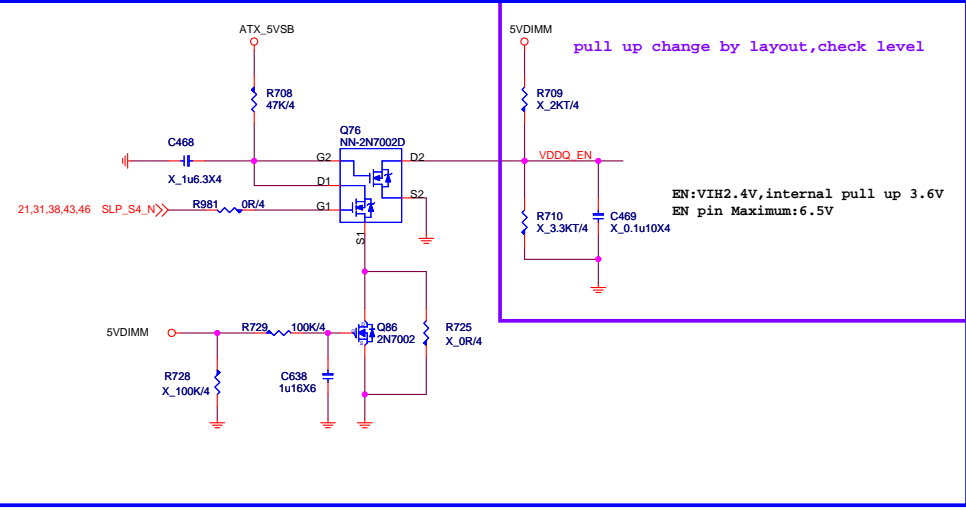 ATX_5VSB
5VDIMM
pull up change by layout,check level
R708
47K/4
R709
X_2KT/4
Q76
NN-2N7002D
C468
X_1u6.3X4
G2
D2
VDDQ_EN
D1
S2
EN:VIH2.4V,internal pull up 3.6V
EN pin Maximum:6.5V
21,31,38,43,46 SLP_S4_N
R981
0R/4
G1
S1
R710
X_3.3KT/4
C469
X_0.1u10X4
5VDIMM
R729
100K/4
Q86
2N7002
R725
X_0R/4
R728
X_100K/4
C638
1u16X6